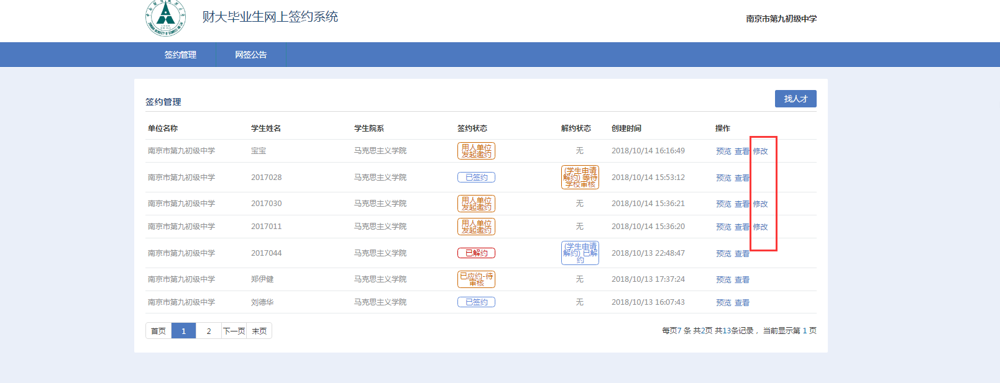 财大毕业生网上签约系统
南京市第九初级中学
签约管理 网签公告
签约管理
找人才
单位名称 学生姓名 学生院系 签约状态 解约状态 创建时间 操作
南京市第九初级中学 宝宝 马克思主义学院 用人单位发起邀约 无 2018/10/14 16:16:49 预览 查看 修改
南京市第九初级中学 2017028 马克思主义学院 已签约 (学生申请解约) 等待学校审核 2018/10/14 15:53:12 预览 查看
南京市第九初级中学 2017030 马克思主义学院 用人单位发起邀约 无 2018/10/14 15:36:21 预览 查看 修改
南京市第九初级中学 2017011 马克思主义学院 用人单位发起邀约 无 2018/10/14 15:36:20 预览 查看 修改
南京市第九初级中学 2017044 马克思主义学院 已解约 (学生申请解约) 已解约 2018/10/13 22:48:47 预览 查看
南京市第九初级中学 郑伊健 马克思主义学院 已应约-待审核 无 2018/10/13 17:37:24 预览 查看
南京市第九初级中学 刘德华 马克思主义学院 已签约 无 2018/10/13 16:07:43 预览 查看
首页 1 2 下一页 末页
每页7 条 共2页 共13条记录， 当前显示第 1 页